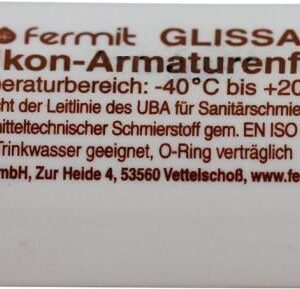 fermit GLISSA
ikon-Armaturenf
peraturbereich: -40°C bis +20
cht der Leitlinie des UBA für Sanitärschmie
mitteltechnischer Schmierstoff gem. EN ISO
Trinkwasser geeignet, O-Ring verträglich
mbH, Zur Heide 4, 53560 Vettelschoß, www.fe